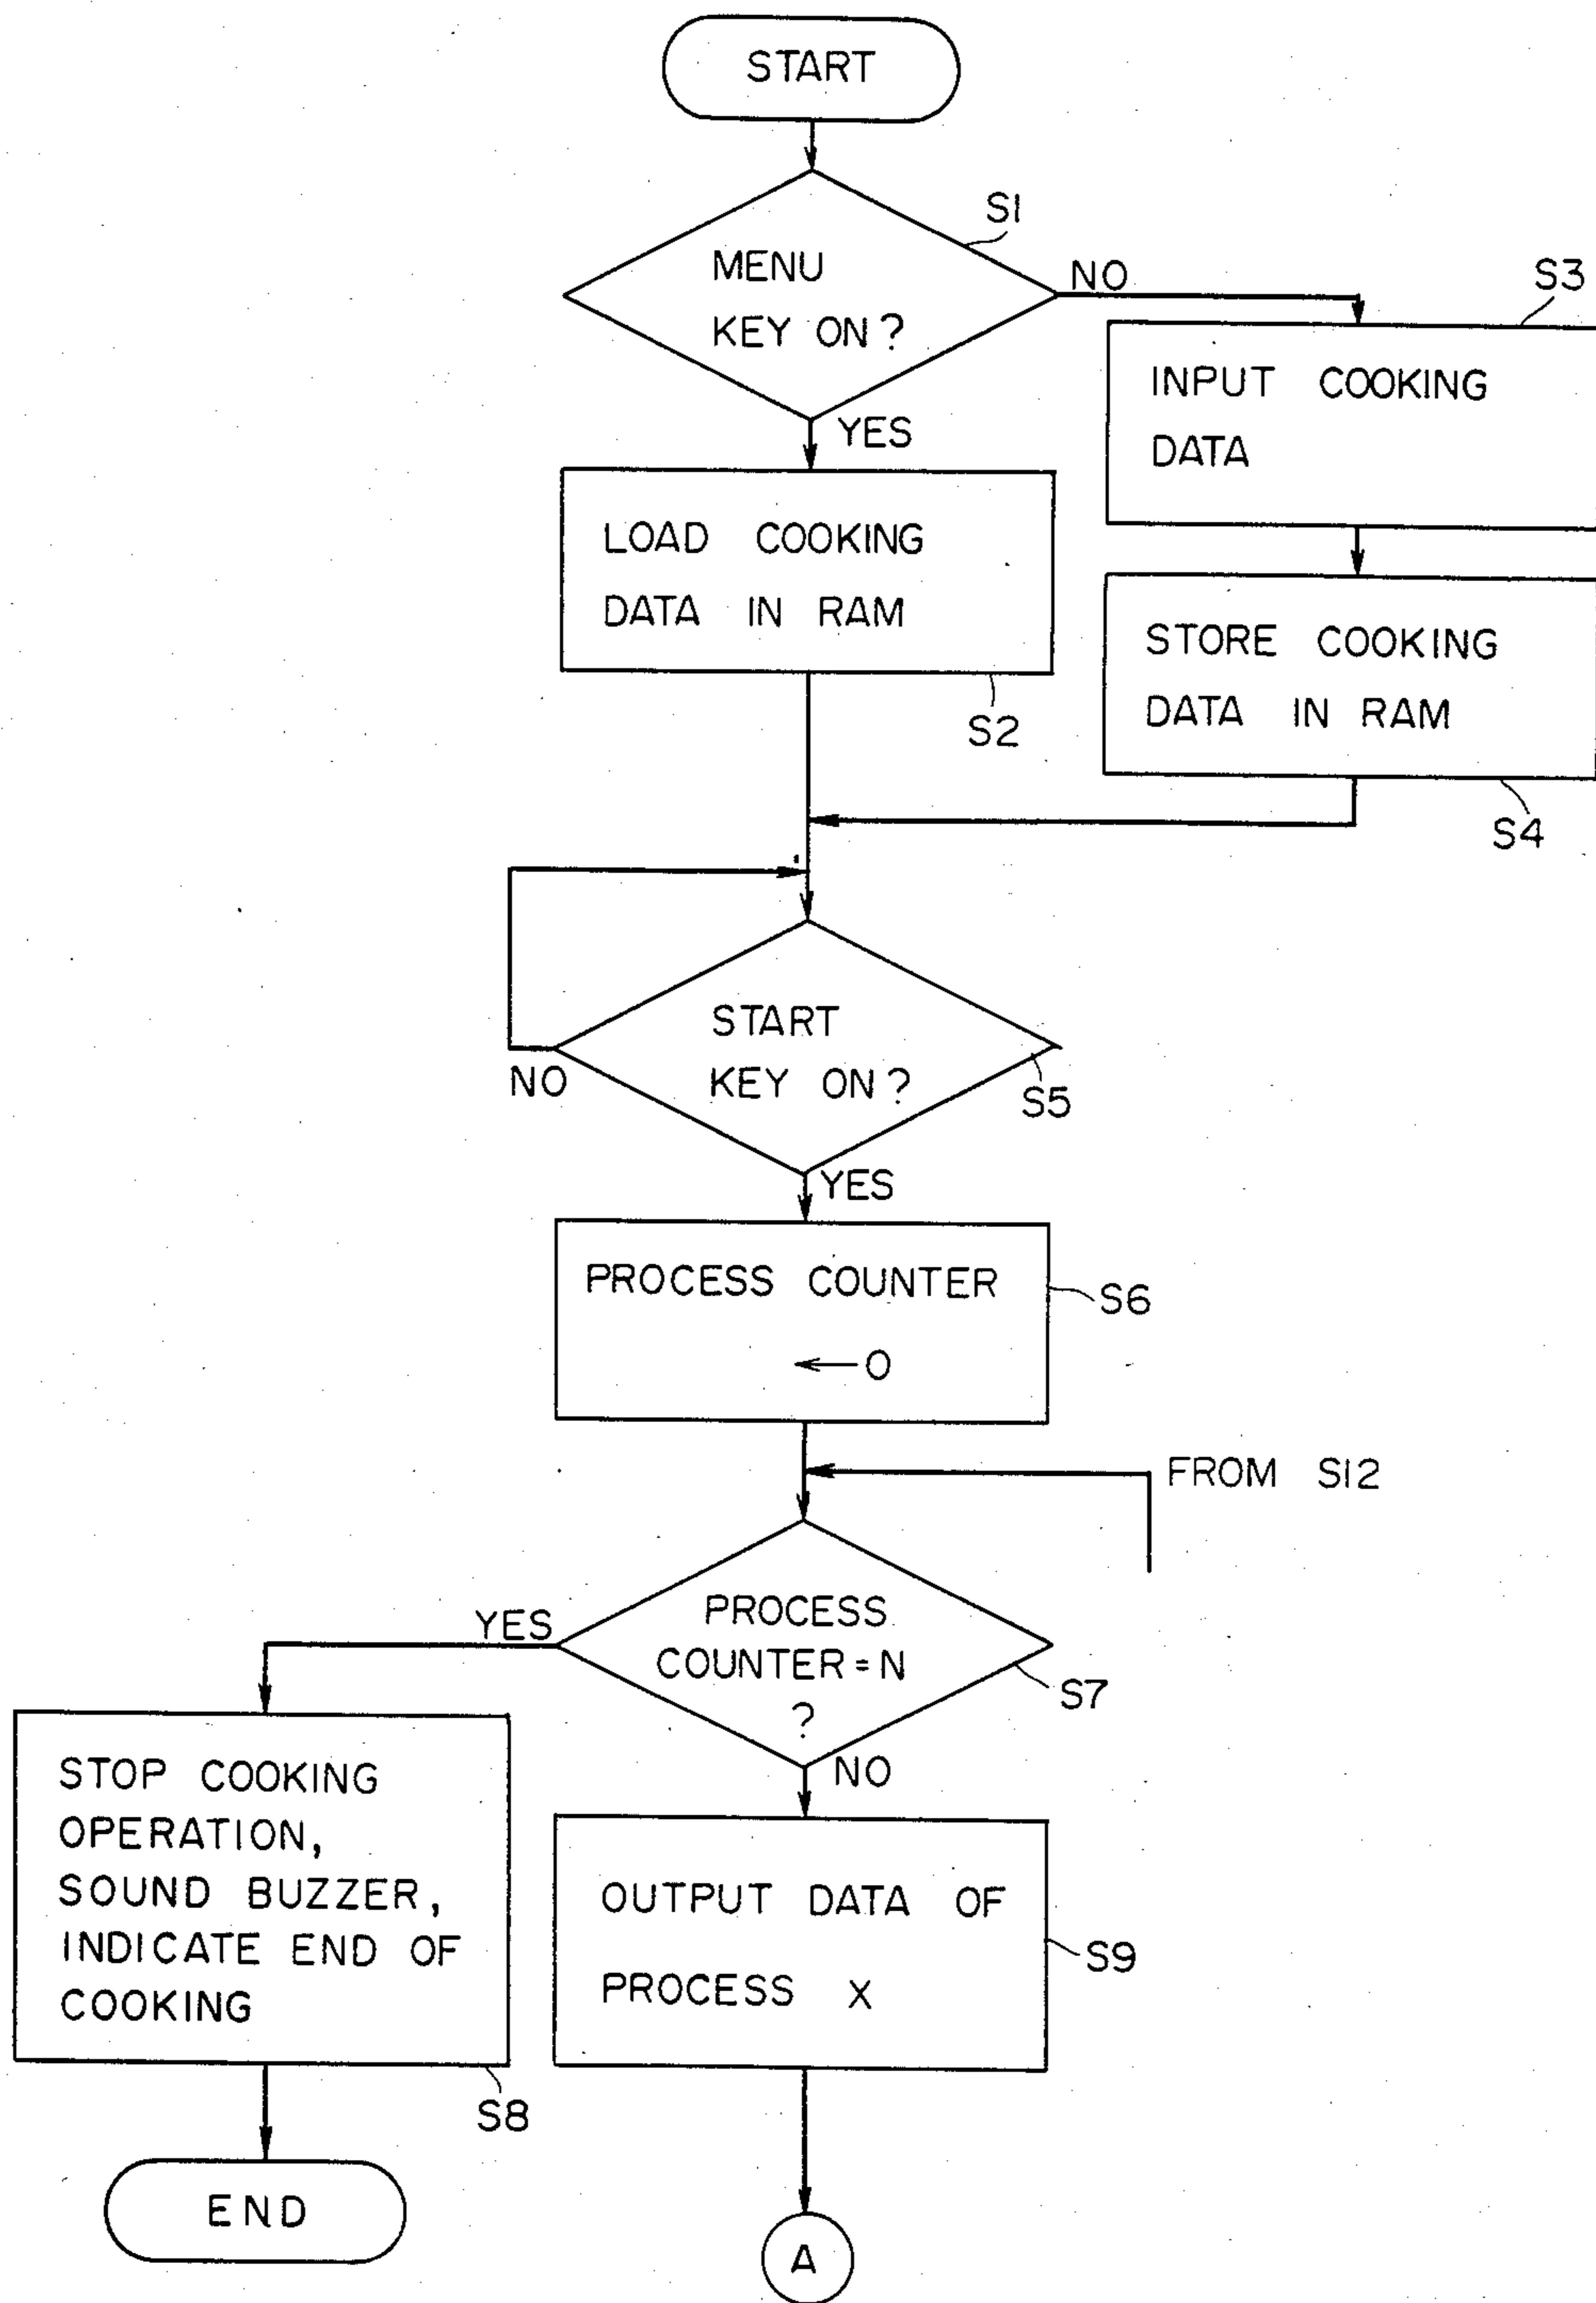 START
S1
MENU
KEY ON?
NO
S3
INPUT COOKING
DATA
YES
LOAD COOKING
DATA IN RAM
S2
STORE COOKING
DATA IN RAM
S4
START
KEY ON?
NO
S5
YES
PROCESS COUNTER
← 0
S6
FROM S12
PROCESS
COUNTER = N
?
YES
S7
NO
STOP COOKING
OPERATION,
SOUND BUZZER,
INDICATE END OF
COOKING
S8
OUTPUT DATA OF
PROCESS X
S9
END
A